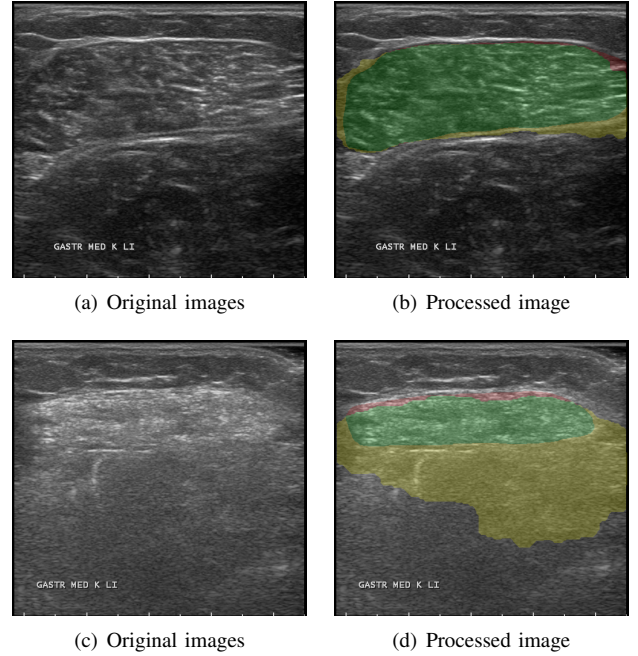 GASTR MED K LI
GASTR MED K LI
(a) Original images
(b) Processed image
GASTR MED K LI
GASTR MED K LI
(c) Original images
(d) Processed image